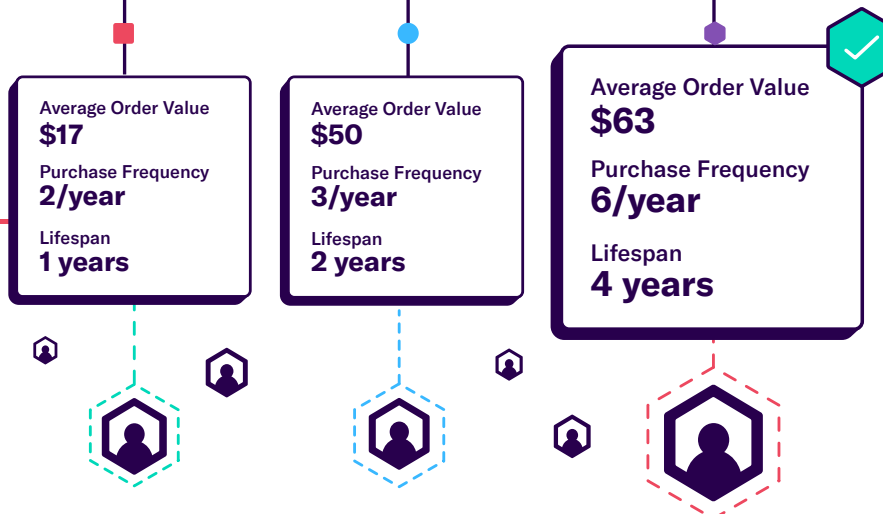 Average Order Value
$17
Purchase Frequency
2/year
Lifespan
1 years
Average Order Value
$50
Purchase Frequency
3/year
Lifespan
2 years
Average Order Value
$63
Purchase Frequency
6/year
Lifespan
4 years